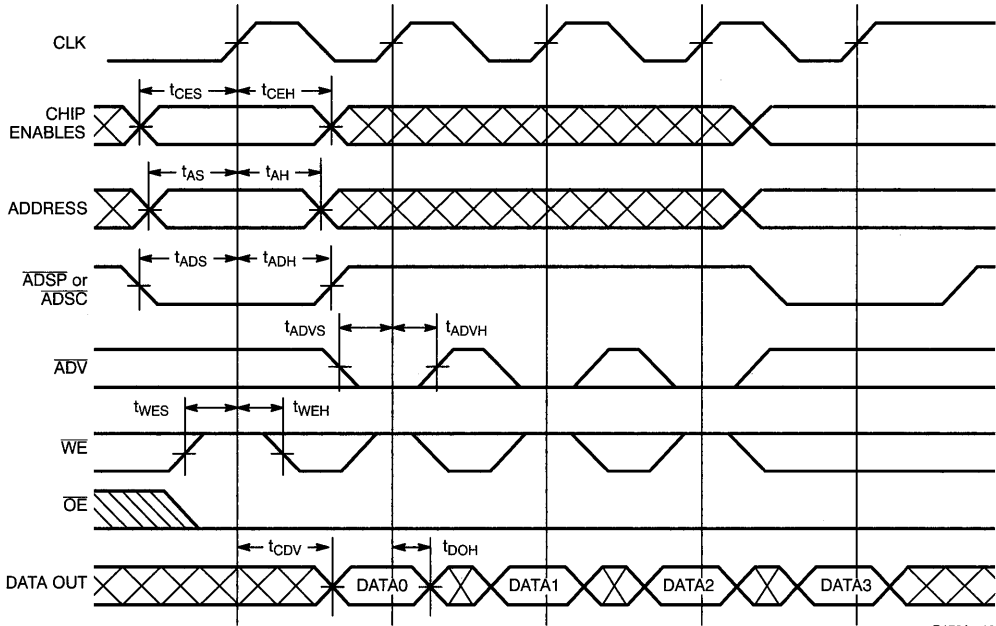 CLK
tCES
tCEH
CHIP
ENABLES
tAS
tAH
ADDRESS
tADS
tADH
ADSP or
ADSC
tADVS
tADVH
ADV
tWES
tWEH
WE
OE
tCDV
tDOH
DATA OUT
DATA0
DATA1
DATA2
DATA3